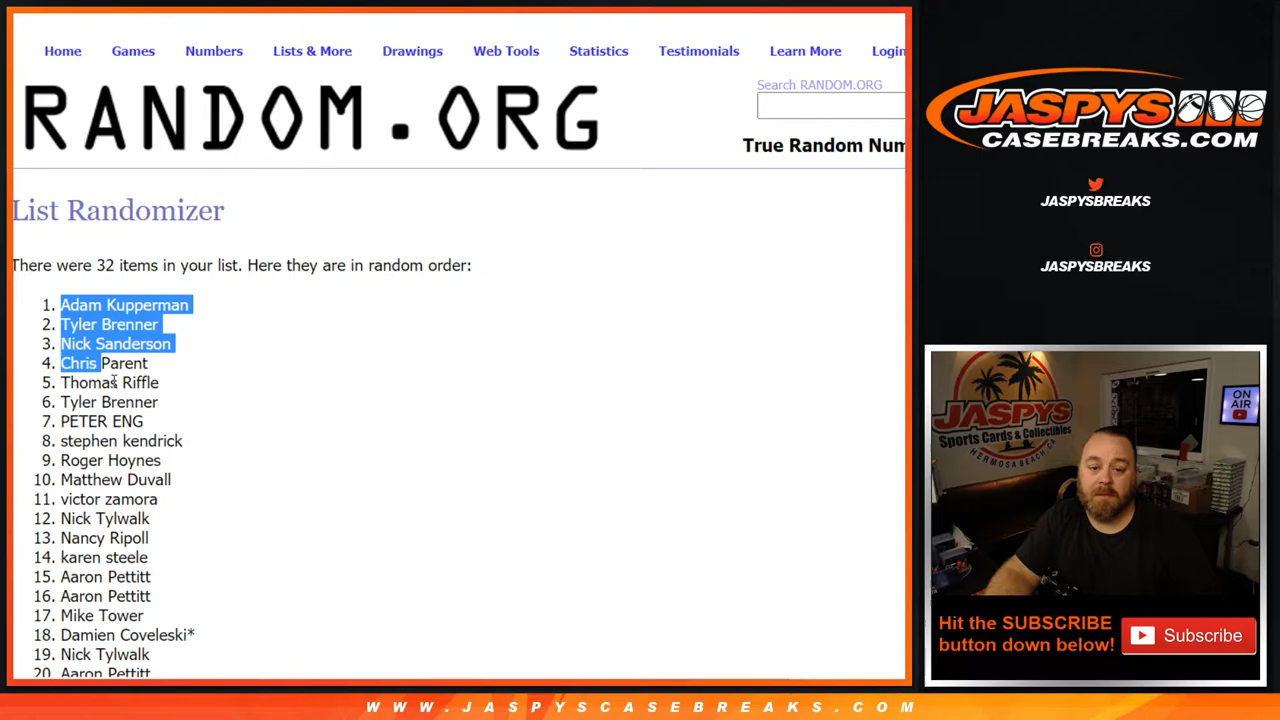 Home Games Numbers Lists & More Drawings Web Tools Statistics Testimonials Learn More Login
RANDOM.ORG
Search RANDOM.ORG
True Random Num
List Randomizer
There were 32 items in your list. Here they are in random order:
1. Adam Kupperman
2. Tyler Brenner
3. Nick Sanderson
4. Chris Parent
5. Thomas Riffle
6. Tyler Brenner
7. PETER ENG
8. stephen kendrick
9. Roger Hoynes
10. Matthew Duvall
11. victor zamora
12. Nick Tylwalk
13. Nancy Ripoll
14. karen steele
15. Aaron Pettitt
16. Aaron Pettitt
17. Mike Tower
18. Damien Coveleski*
19. Nick Tylwalk
20. Aaron Pettitt
JASPYS
CASEBREAKS.COM
JASPYSBREAKS
JASPYSBREAKS
JASPYS
Sports Cards & Collectibles
HERMOSA BEACH, CA
ON
AIR
Hit the SUBSCRIBE
button down below!
Subscribe
WWW.JASPYSCASEBREAKS.COM